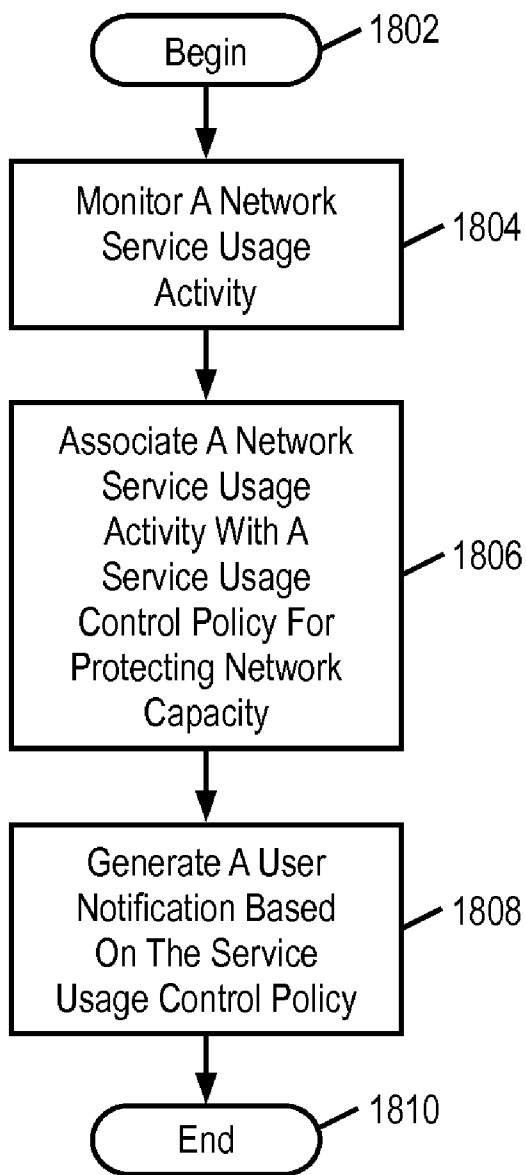 Begin
1802
Monitor A Network
Service Usage
Activity
1804
Associate A Network
Service Usage
Activity With A
Service Usage
Control Policy For
Protecting Network
Capacity
1806
Generate A User
Notification Based
On The Service
Usage Control Policy
1808
End
1810